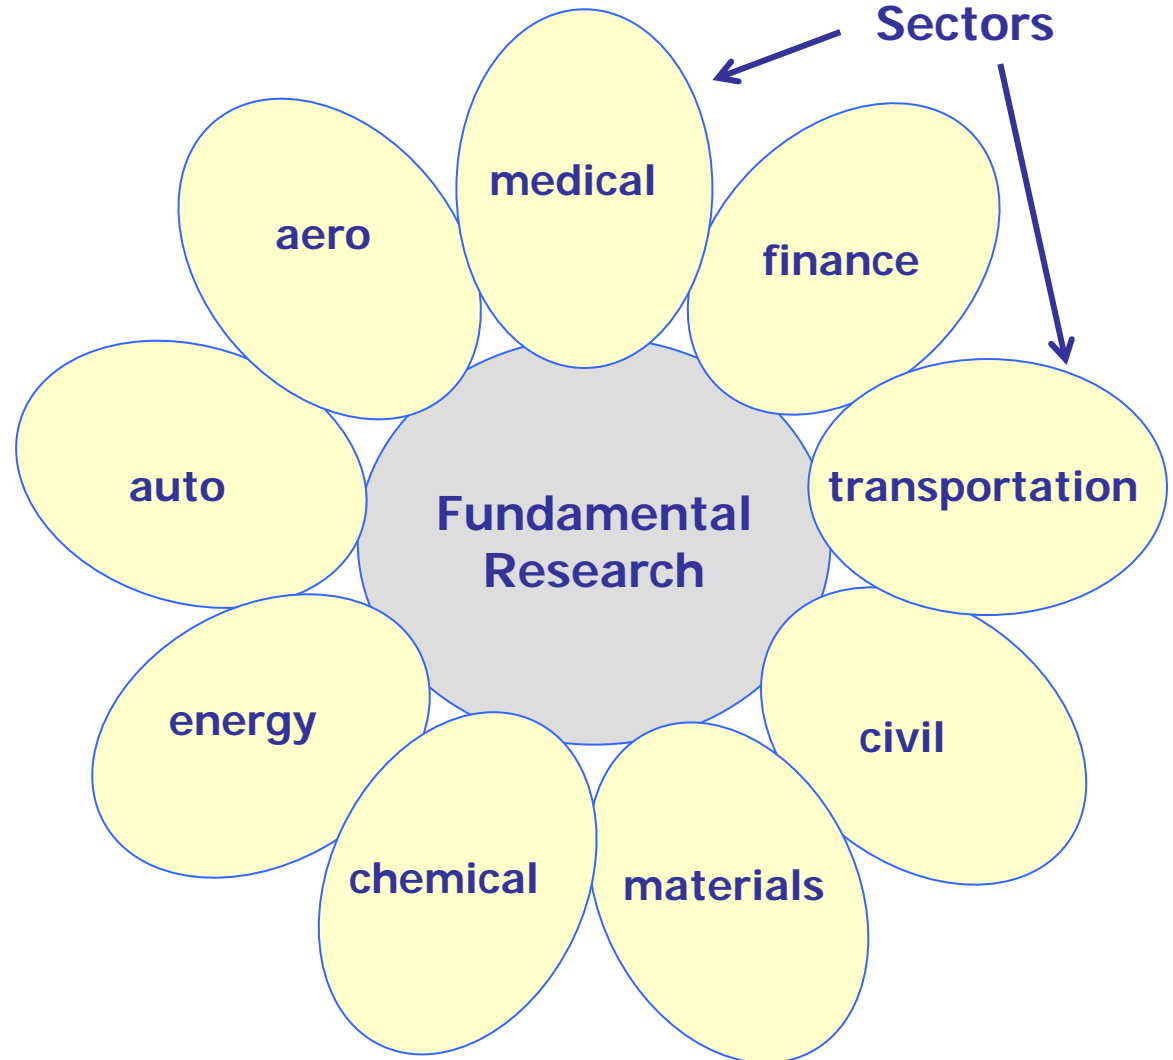 Sectors
medical
aero
finance
auto
transportation
Fundamental
Research
energy
civil
chemical
materials